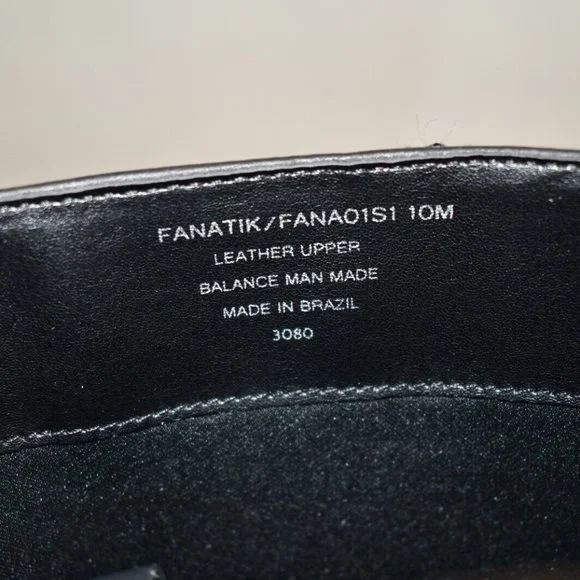 FANATIK/FANA01S1 10M
LEATHER UPPER
BALANCE MAN MADE
MADE IN BRAZIL
3080